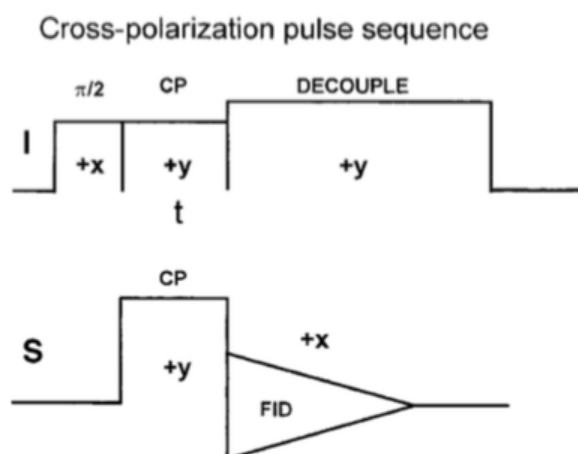 Cross-polarization pulse sequence
π/2 CP DECOUPLE
I +x +y +y
t
CP
S +y +x
FID